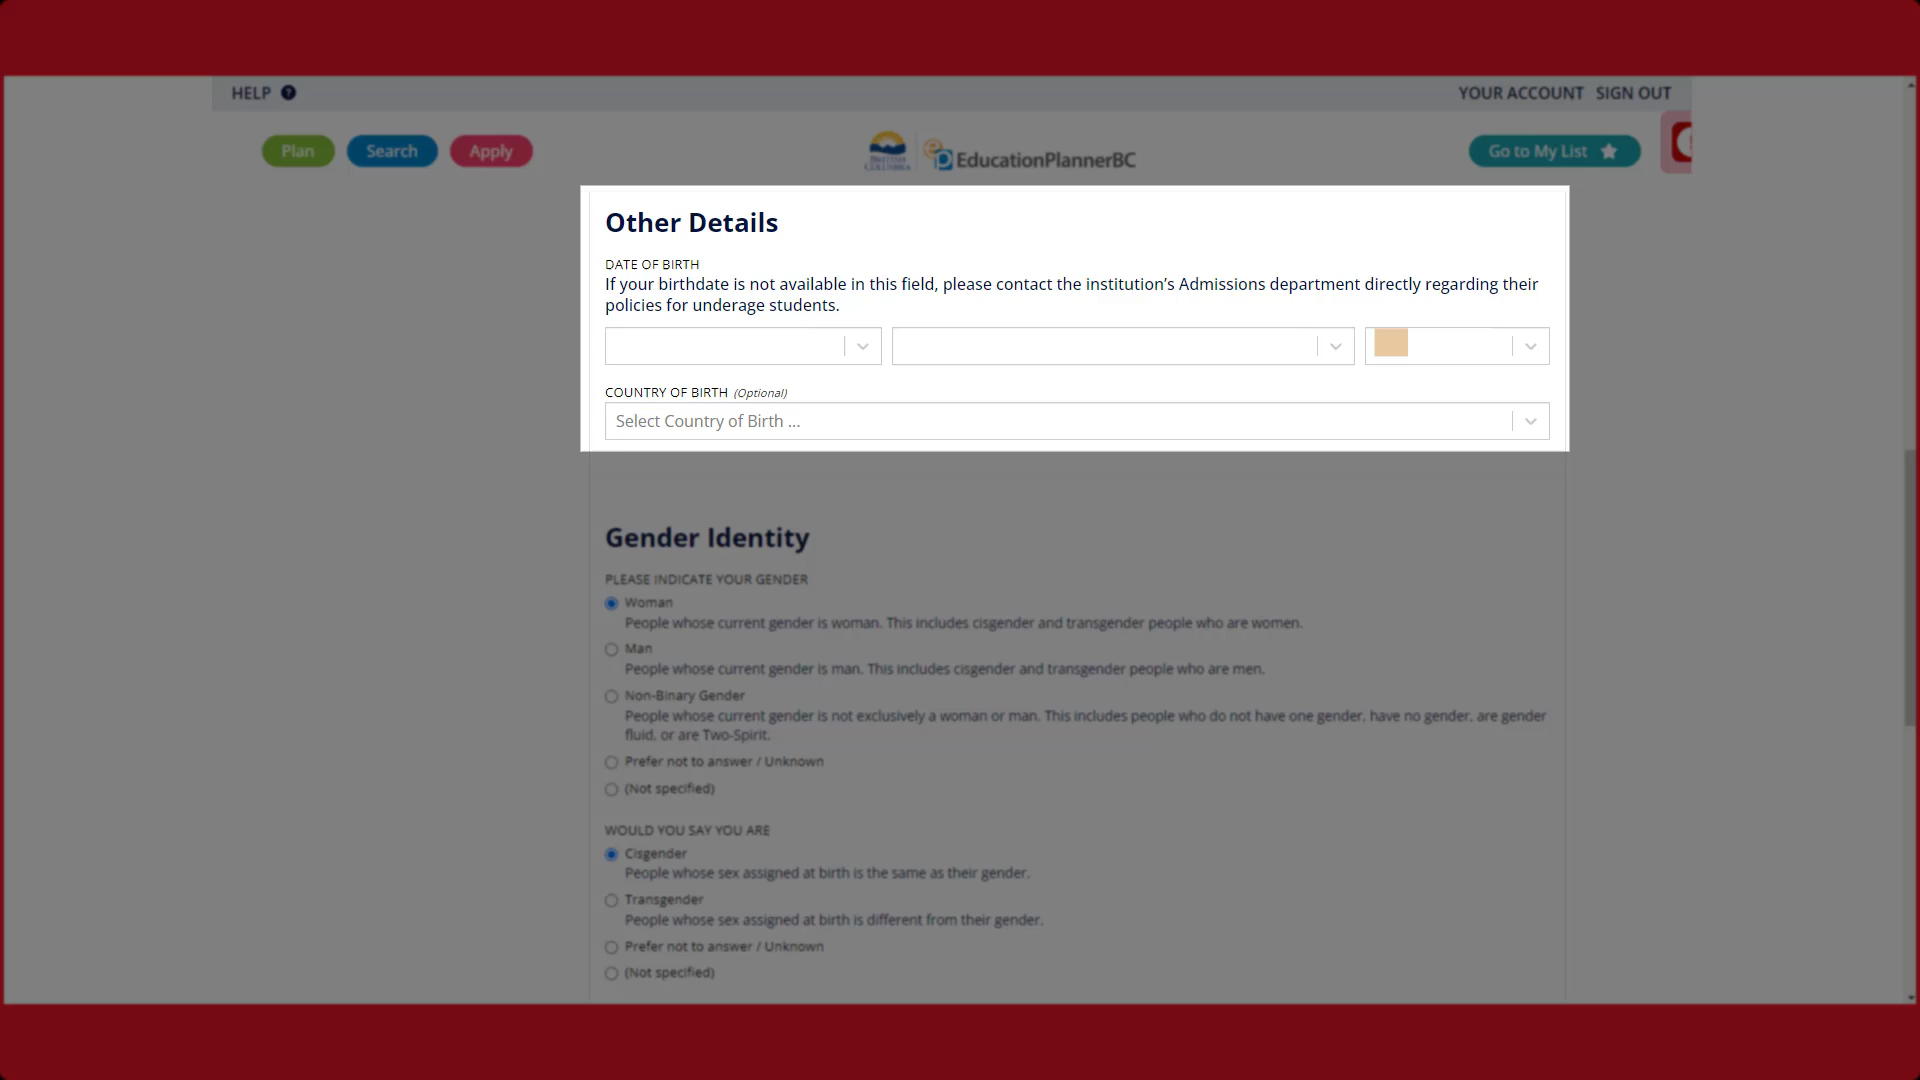 HELP ?
YOUR ACCOUNT SIGN OUT
Plan
Search
Apply
BRITISH
COLUMBIA
EducationPlannerBC
Go to My List
Other Details
DATE OF BIRTH
If your birthdate is not available in this field, please contact the institution’s Admissions department directly regarding their
policies for underage students.
COUNTRY OF BIRTH (Optional)
Select Country of Birth ...
Gender Identity
PLEASE INDICATE YOUR GENDER
Woman
People whose current gender is woman. This includes cisgender and transgender people who are women.
Man
People whose current gender is man. This includes cisgender and transgender people who are men.
Non-Binary Gender
People whose current gender is not exclusively a woman or man. This includes people who do not have one gender, have no gender, are gender
fluid, or are Two-Spirit.
Prefer not to answer / Unknown
(Not specified)
WOULD YOU SAY YOU ARE
Cisgender
People whose sex assigned at birth is the same as their gender.
Transgender
People whose sex assigned at birth is different from their gender.
Prefer not to answer / Unknown
(Not specified)